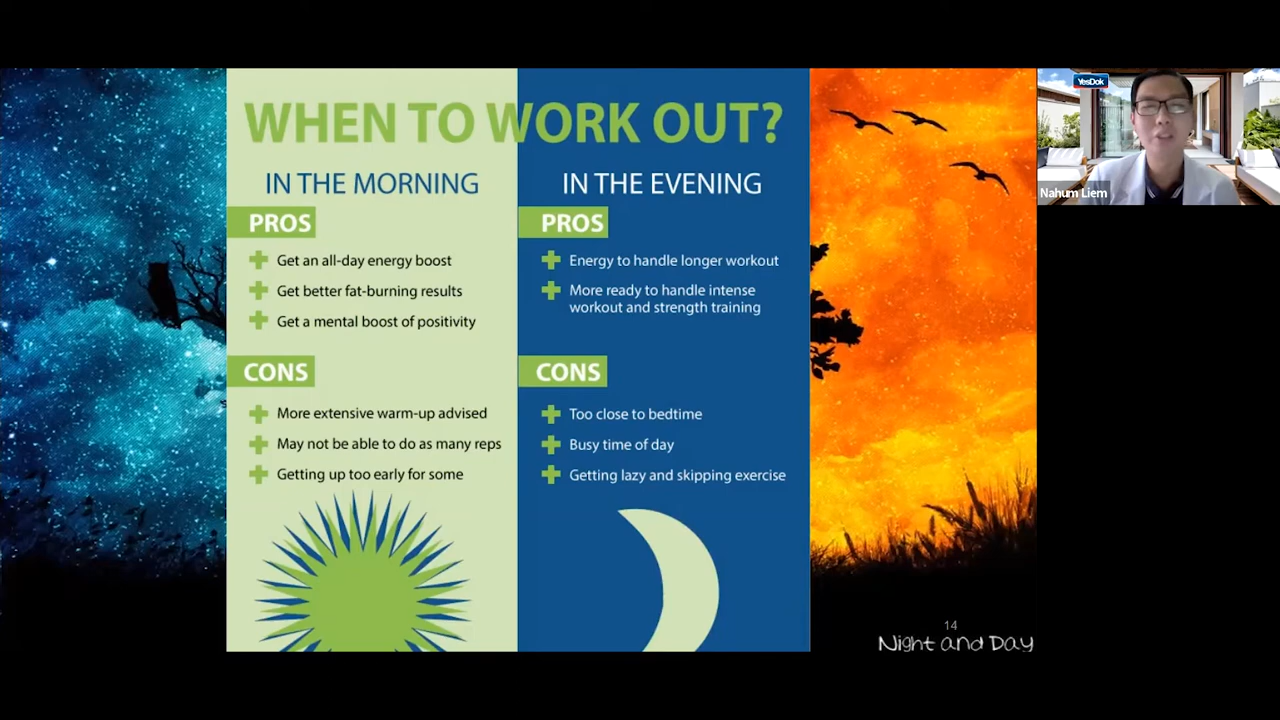 WHEN TO WORK OUT?
IN THE MORNING
PROS
Get an all-day energy boost
Get better fat-burning results
Get a mental boost of positivity
CONS
More extensive warm-up advised
May not be able to do as many reps
Getting up too early for some
IN THE EVENING
PROS
Energy to handle longer workout
More ready to handle intense
workout and strength training
CONS
Too close to bedtime
Busy time of day
Getting lazy and skipping exercise
14
Night and Day
YesDok
Nahum Liem